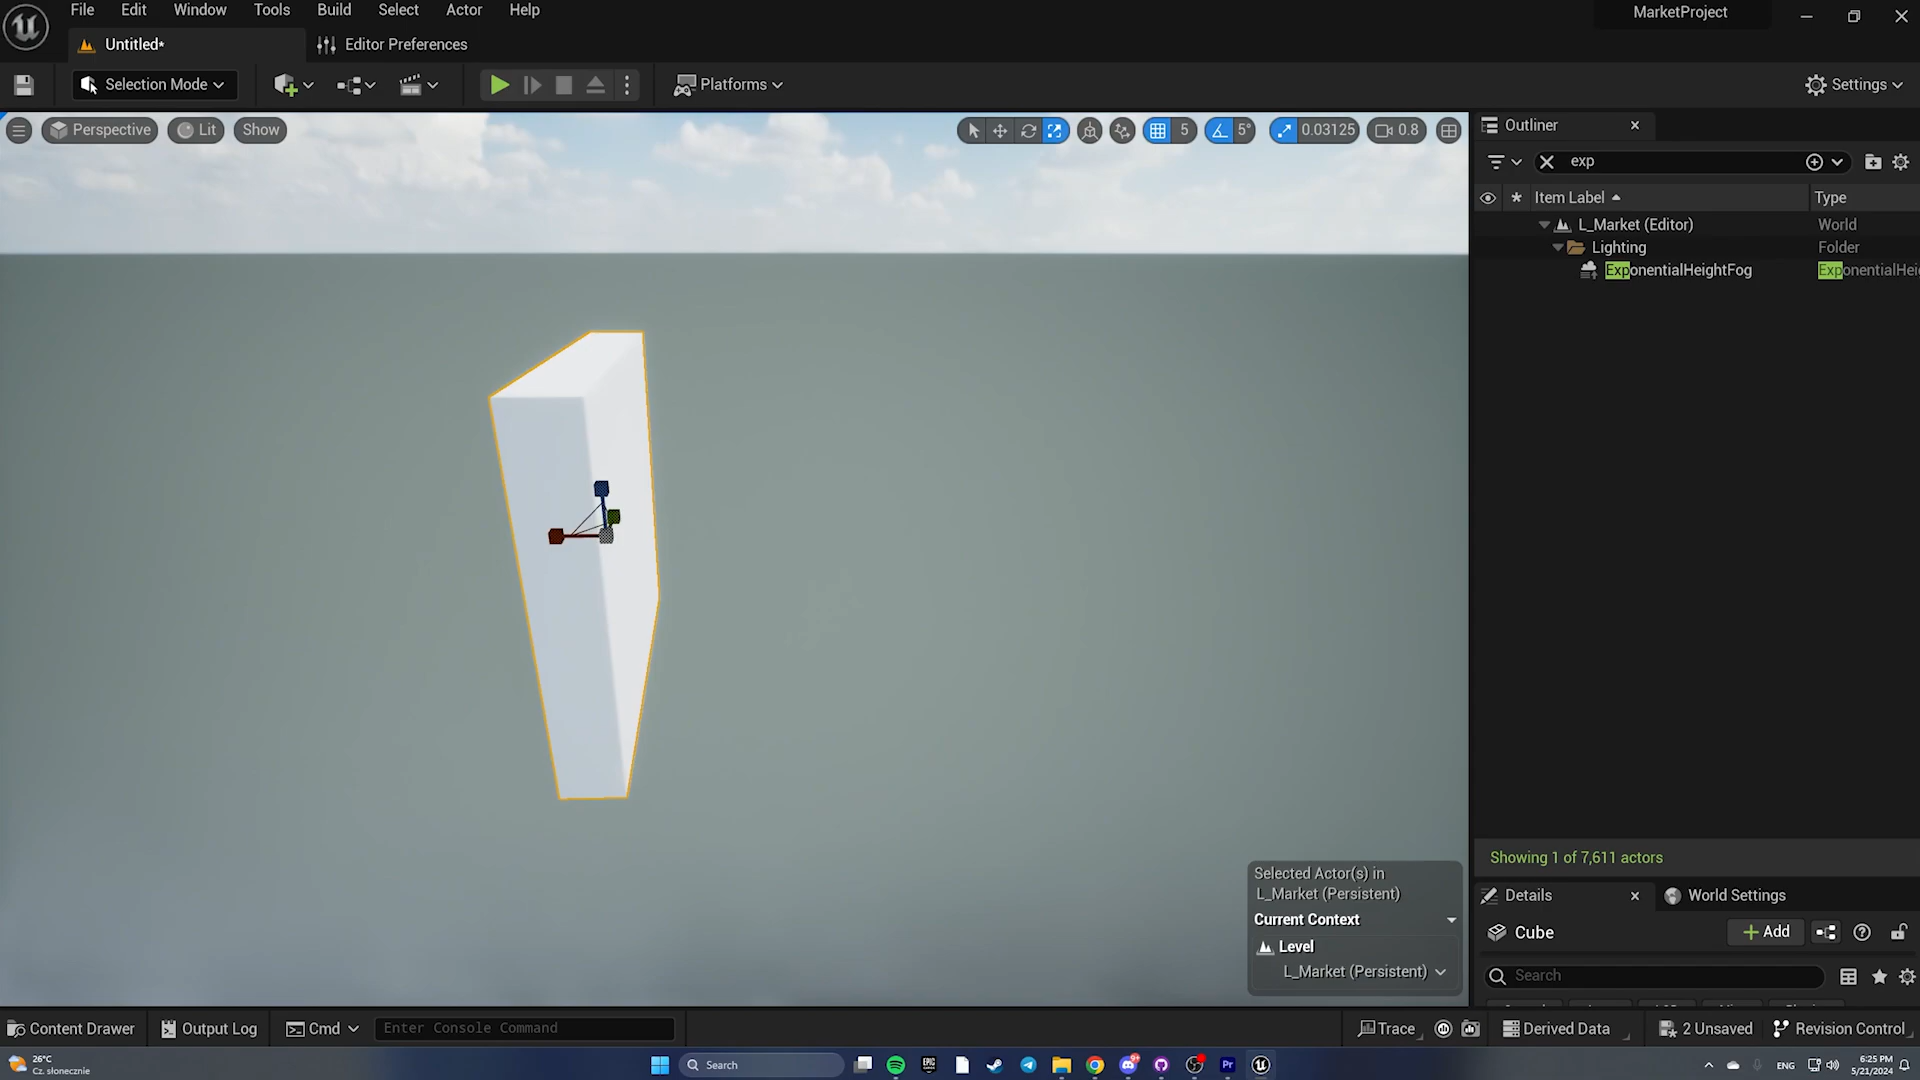 File Edit Window Tools Build Select Actor Help
MarketProject
Untitled*
Editor Preferences
Selection Mode
Platforms
Settings
Perspective
Lit
Show
5
5°
0.03125
0.8
Outliner
exp
Item Label
Type
L_Market (Editor)
World
Lighting
Folder
ExponentialHeightFog
ExponentialHei
Showing 1 of 7,611 actors
Details
World Settings
Cube
Add
Search
Selected Actor(s) in
L_Market (Persistent)
Current Context
Level
L_Market (Persistent)
Content Drawer
Output Log
Cmd
Enter Console Command
Trace
Derived Data
2 Unsaved
Revision Control
26°C
Cz. słonecznie
Search
EPIC
Pr
ENG
6:25 PM
5/21/2024